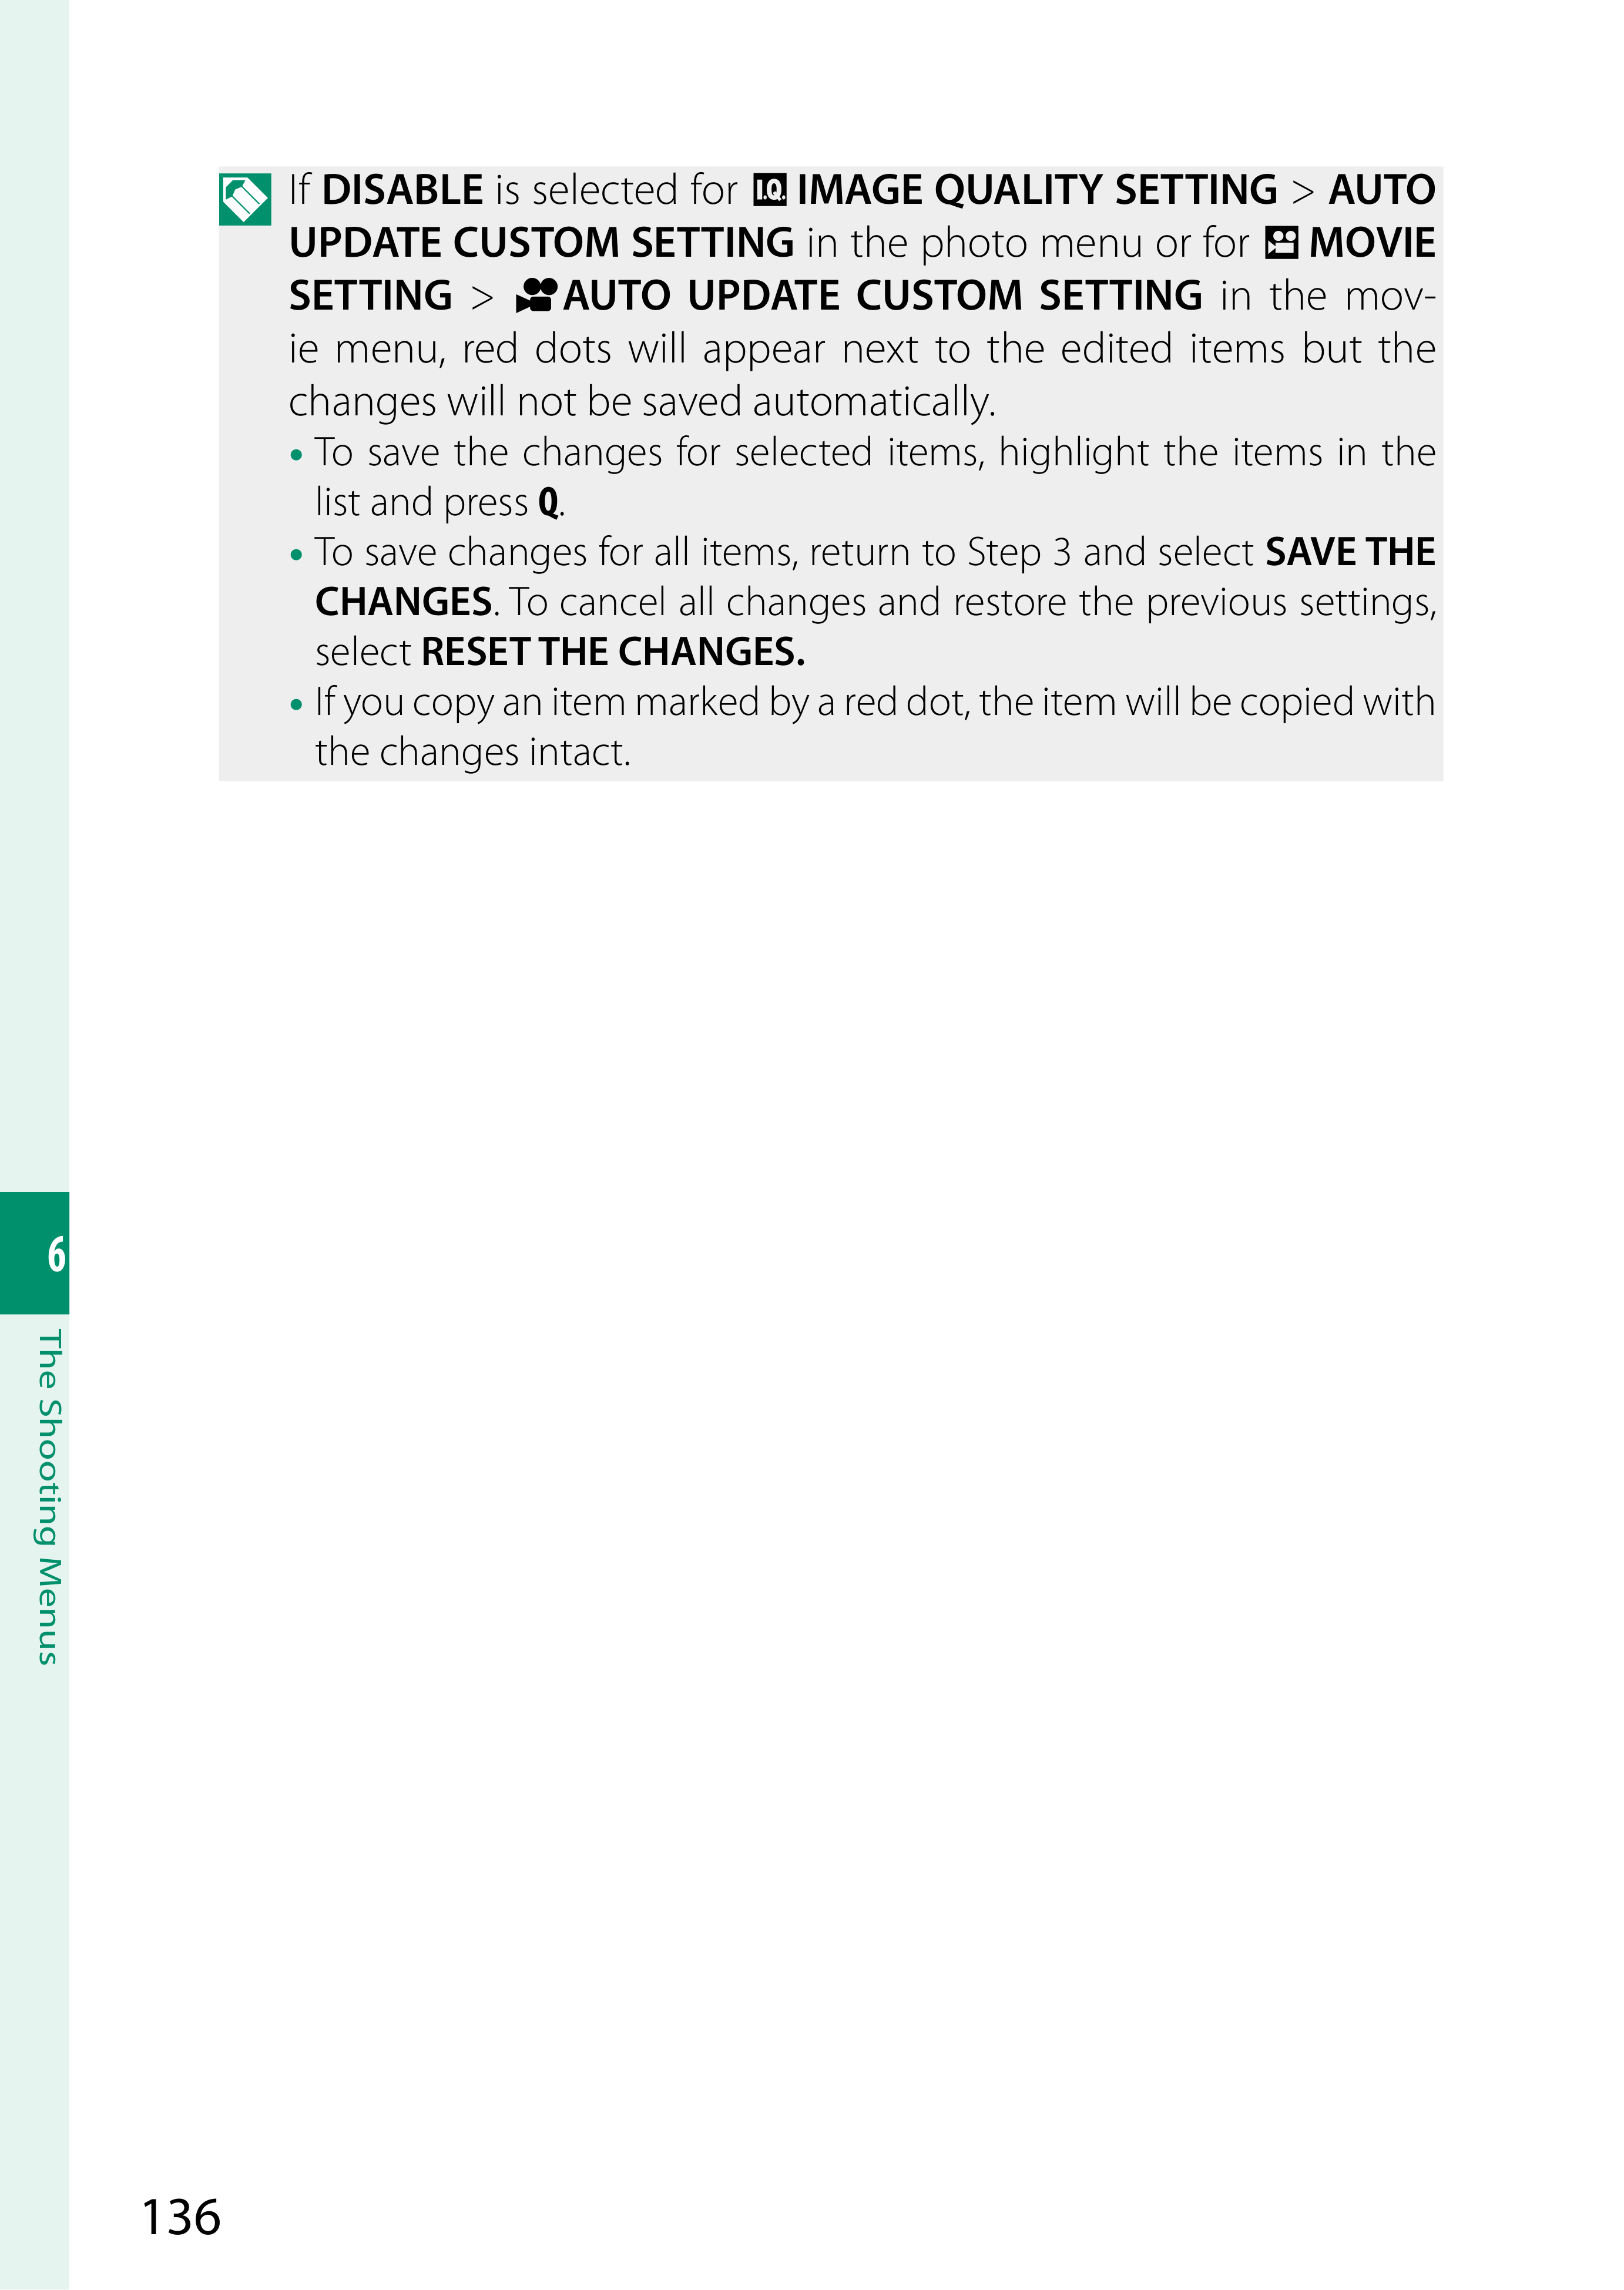 If DISABLE is selected for I.Q. IMAGE QUALITY SETTING > AUTO
UPDATE CUSTOM SETTING in the photo menu or for MOVIE
SETTING > AUTO UPDATE CUSTOM SETTING in the mov-
ie menu, red dots will appear next to the edited items but the
changes will not be saved automatically.
• To save the changes for selected items, highlight the items in the
list and press Q.
• To save changes for all items, return to Step 3 and select SAVE THE
CHANGES. To cancel all changes and restore the previous settings,
select RESET THE CHANGES.
• If you copy an item marked by a red dot, the item will be copied with
the changes intact.
6
The Shooting Menus
136